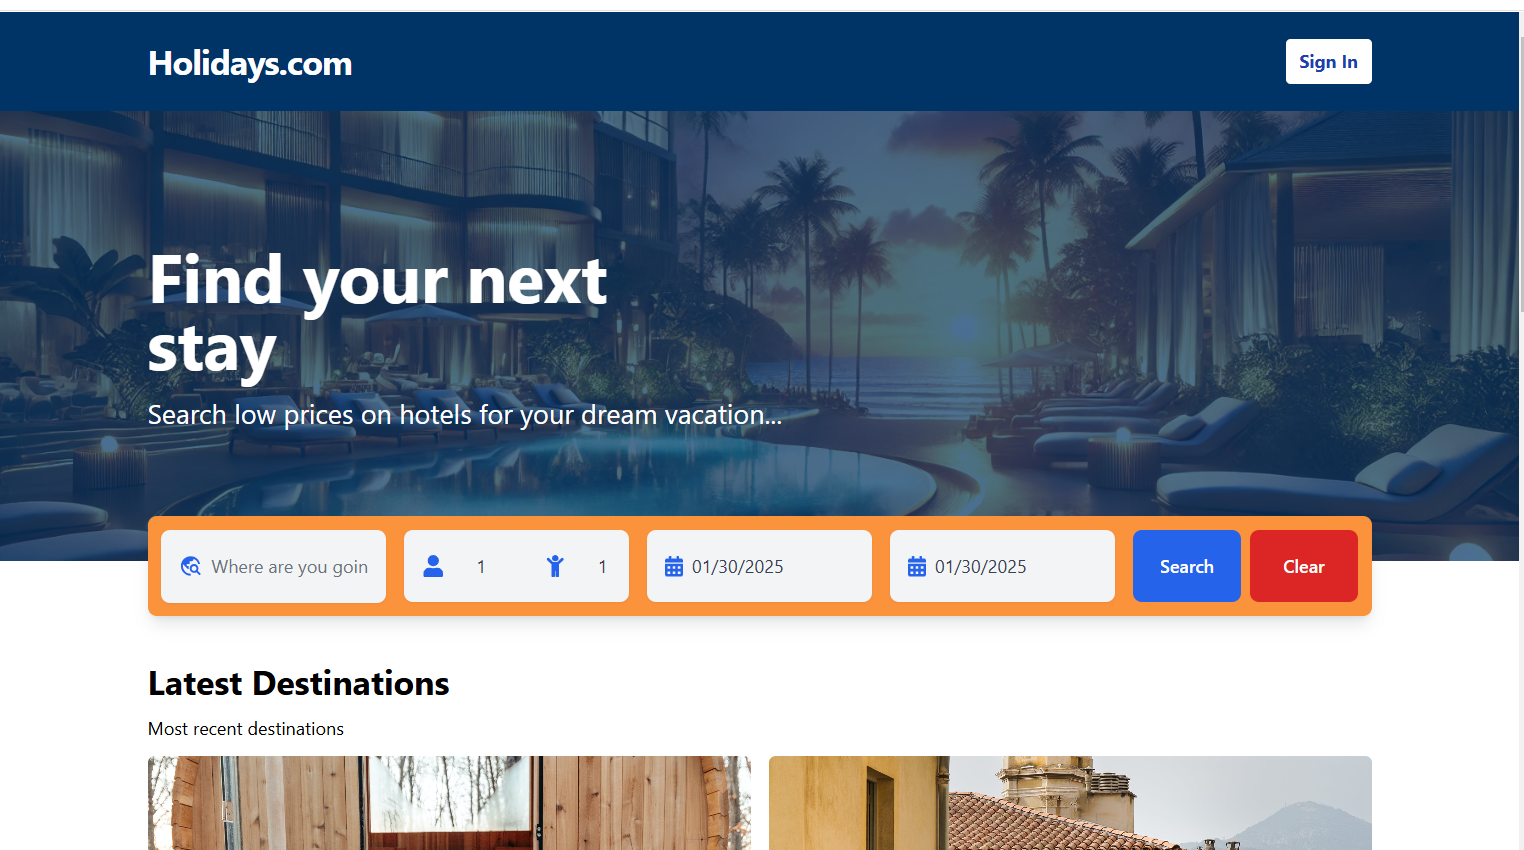 Holidays.com
Sign In
Find your next
stay
Search low prices on hotels for your dream vacation...
Where are you goin
1
1
01/30/2025
01/30/2025
Search
Clear
Latest Destinations
Most recent destinations